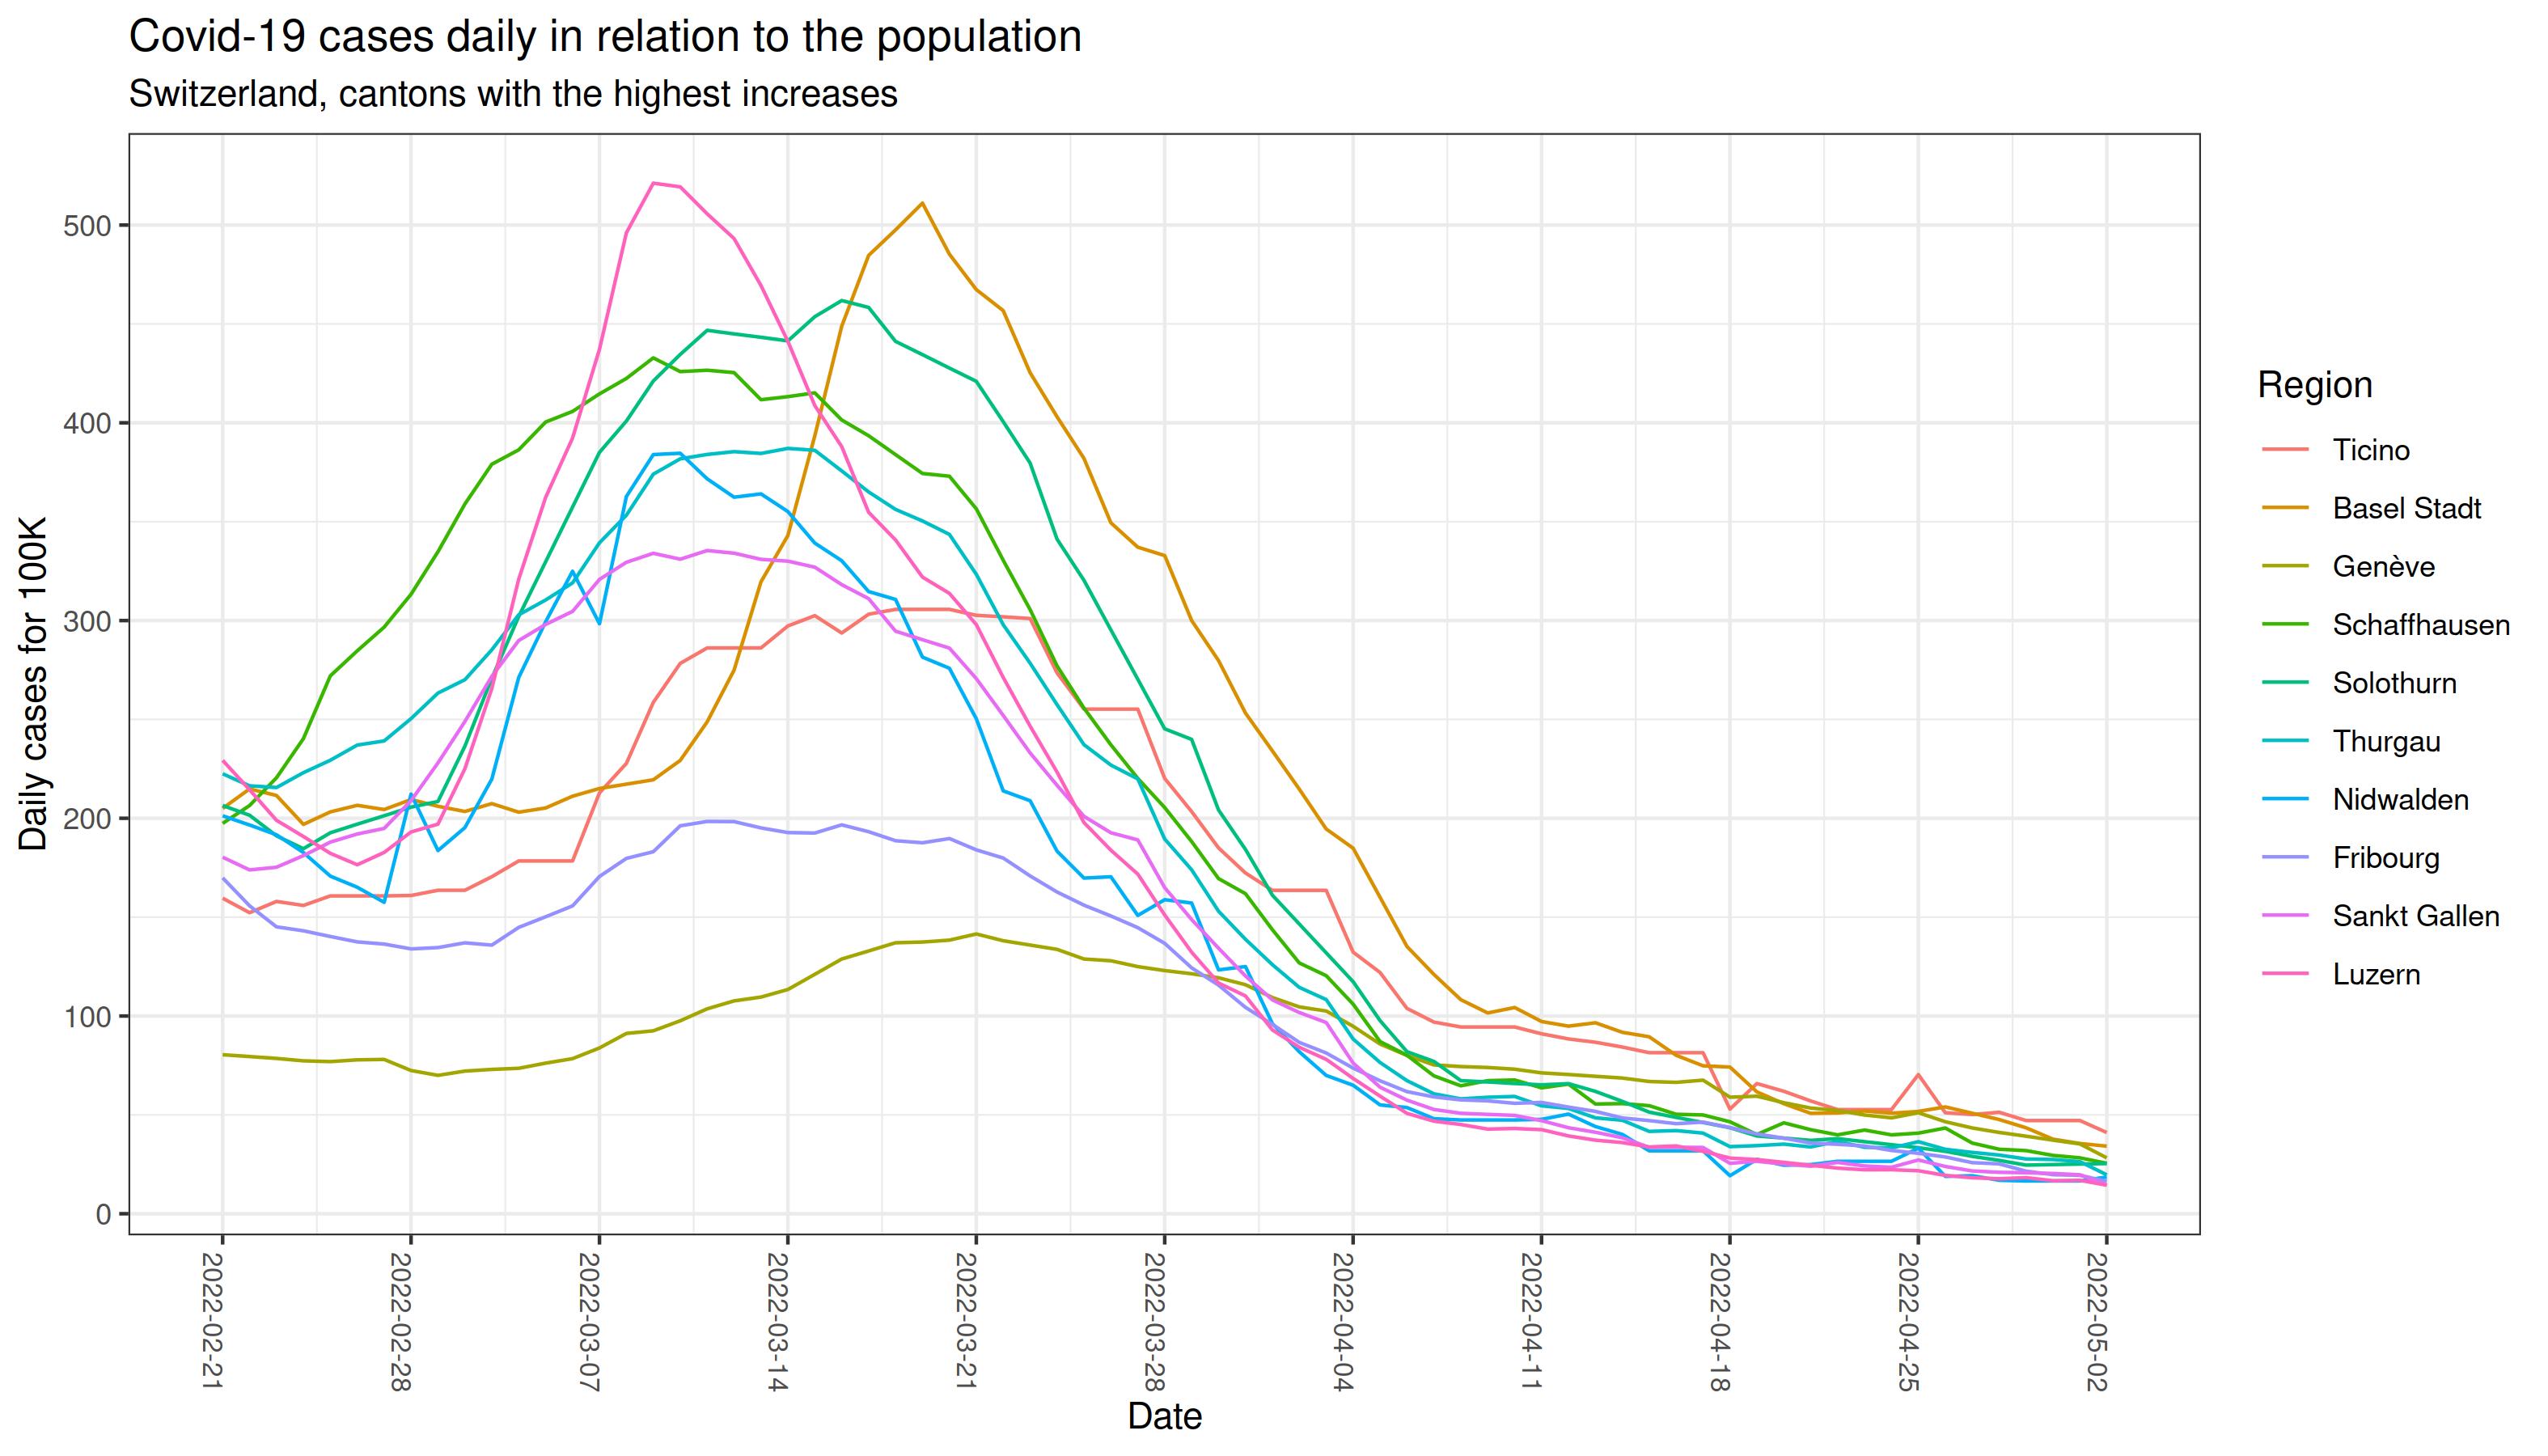 Covid-19 cases daily in relation to the population
Switzerland, cantons with the highest increases
Daily cases for 100K
500
400
300
200
100
0
2022-02-21
2022-02-28
2022-03-07
2022-03-14
2022-03-21
2022-03-28
2022-04-04
2022-04-11
2022-04-18
2022-04-25
2022-05-02
Date
Region
Ticino
Basel Stadt
Genève
Schaffhausen
Solothurn
Thurgau
Nidwalden
Fribourg
Sankt Gallen
Luzern